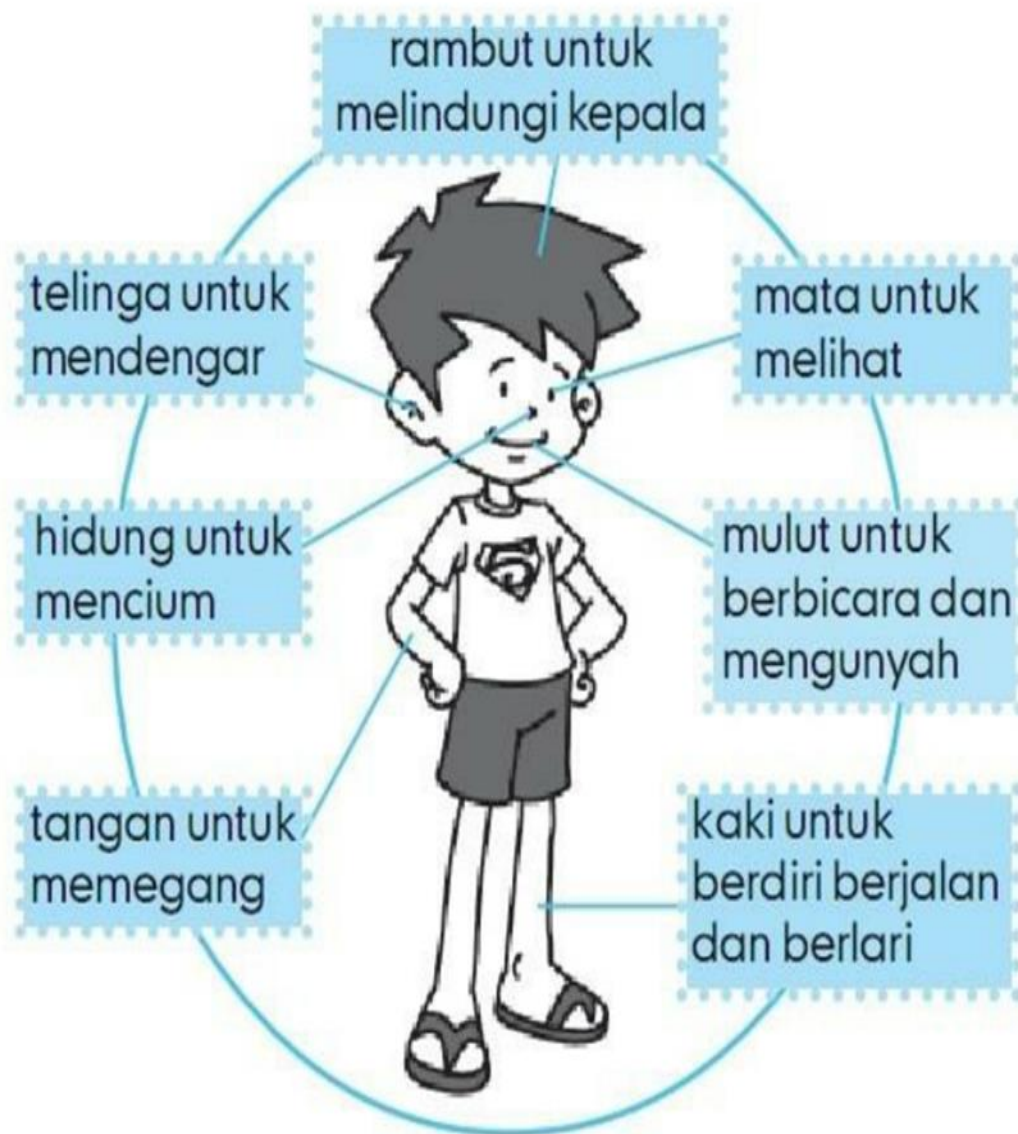 rambut untuk
melindungi kepala
telinga untuk
mendengar
mata untuk
melihat
hidung untuk
mencium
mulut untuk
berbicara dan
mengunyah
tangan untuk
memegang
kaki untuk
berdiri berjalan
dan berlari